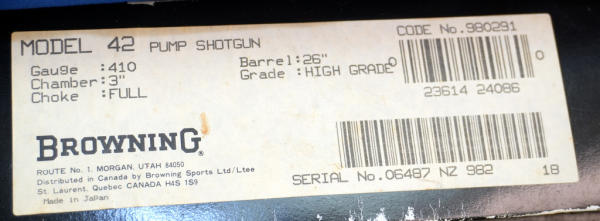 MODEL 42 PUMP SHOTGUN
CODE No. 980291
Gauge :410
Barrel :26"
Chamber:3"
Grade :HIGH GRADE
Choke :FULL
0 0
23614 24086
BROWNING®
ROUTE No. 1, MORGAN, UTAH 84050
Distributed in Canada by Browning Sports Ltd/Ltee
St. Laurent, Quebec CANADA H4S 1S9
Made in Japan
SERIAL No. 06487 NZ 982 18